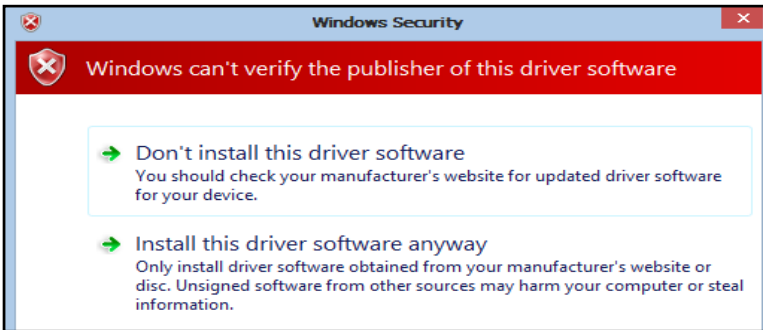 Windows Security
Windows can't verify the publisher of this driver software
Don't install this driver software
You should check your manufacturer's website for updated driver software
for your device.
Install this driver software anyway
Only install driver software obtained from your manufacturer's website or
disc. Unsigned software from other sources may harm your computer or steal
information.